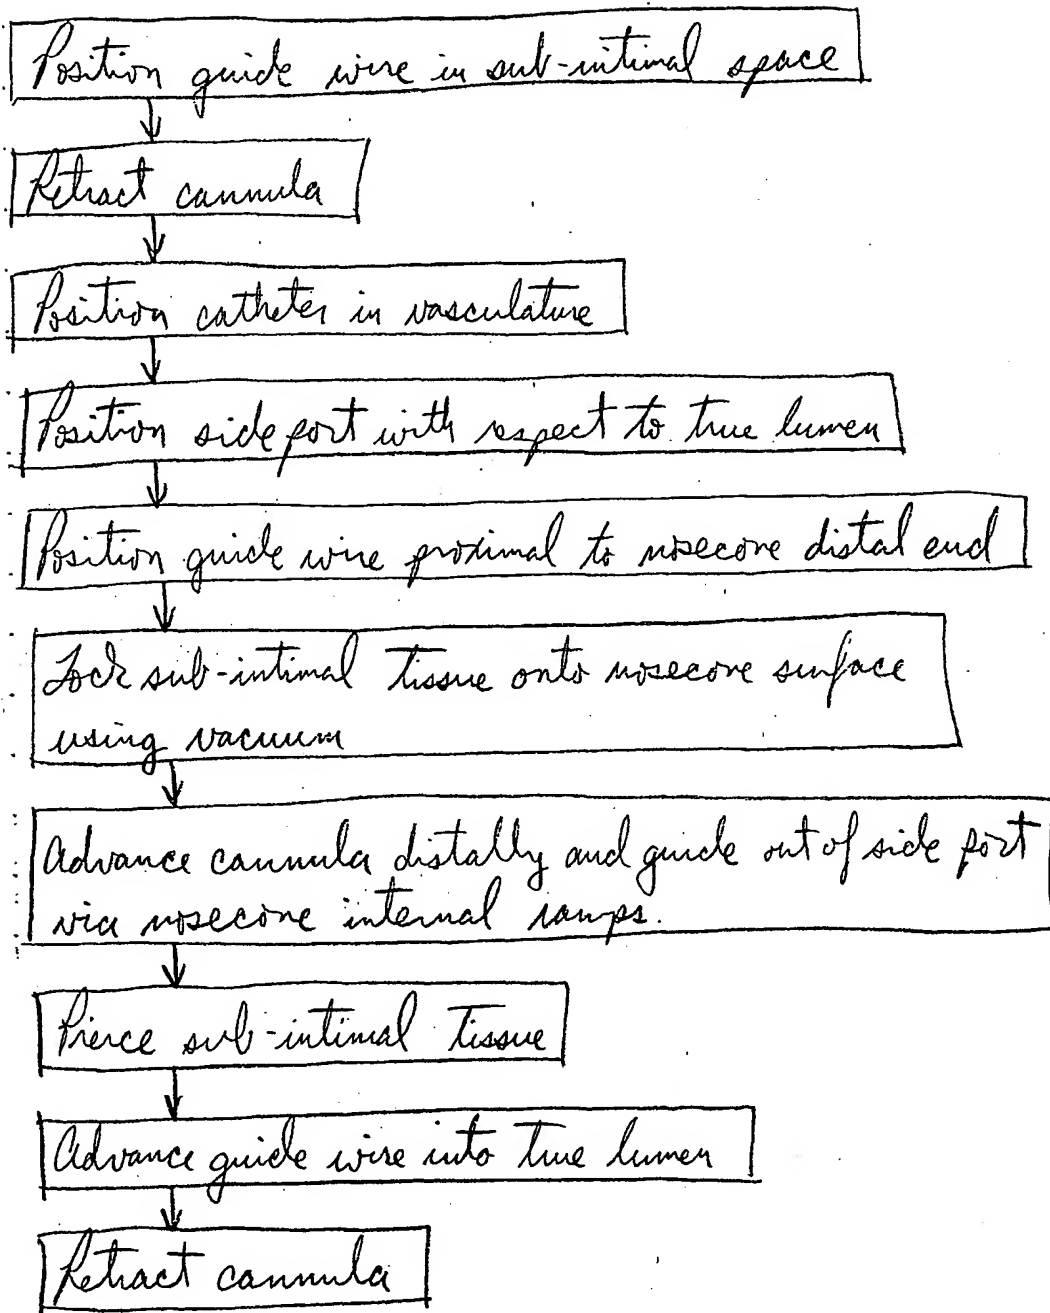 Position guide wire in sub-intimal space
Retract cannula
Position catheter in vasculature
Position side port with respect to true lumen
Position guide wire proximal to nosecone distal end
Lock sub-intimal tissue onto nosecone surface
using vacuum
Advance cannula distally and guide out of side port
via nosecone internal ramps.
Pierce sub-intimal tissue
Advance guide wire into true lumen
Retract cannula